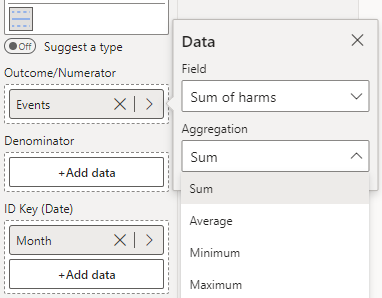 Off Suggest a type
Outcome/Numerator
Events
Denominator
+Add data
ID Key (Date)
Month
+Add data
Data
Field
Sum of harms
Aggregation
Sum
Sum
Average
Minimum
Maximum